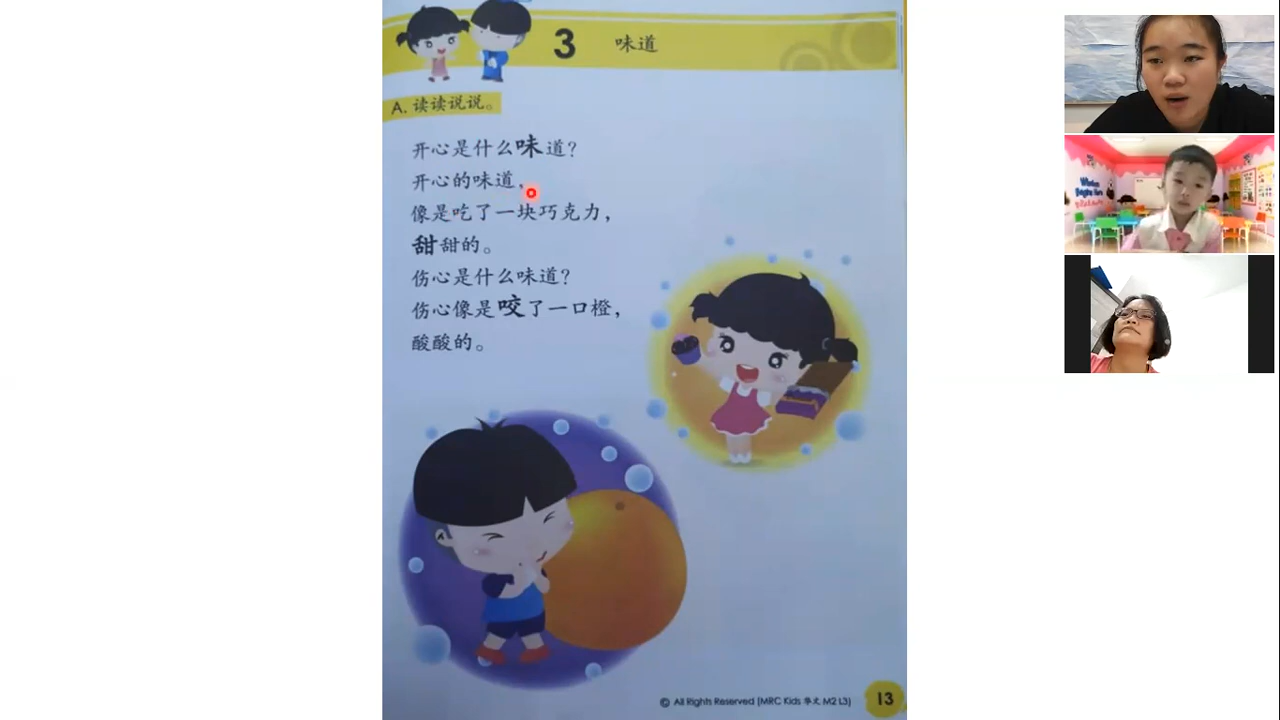 3 味道
A. 读读说说。
开心是什么味道？
开心的味道，
像是吃了一块巧克力，
甜甜的。
伤心是什么味道？
伤心像是咬了一口橙，
酸酸的。
© All Rights Reserved (MRC Kids 华文 M2 L3)
13